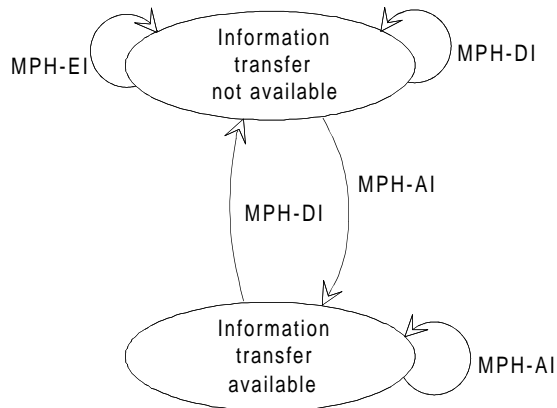 Information
transfer
not available
MPH-EI
MPH-DI
MPH-AI
MPH-DI
Information
transfer
available
MPH-AI